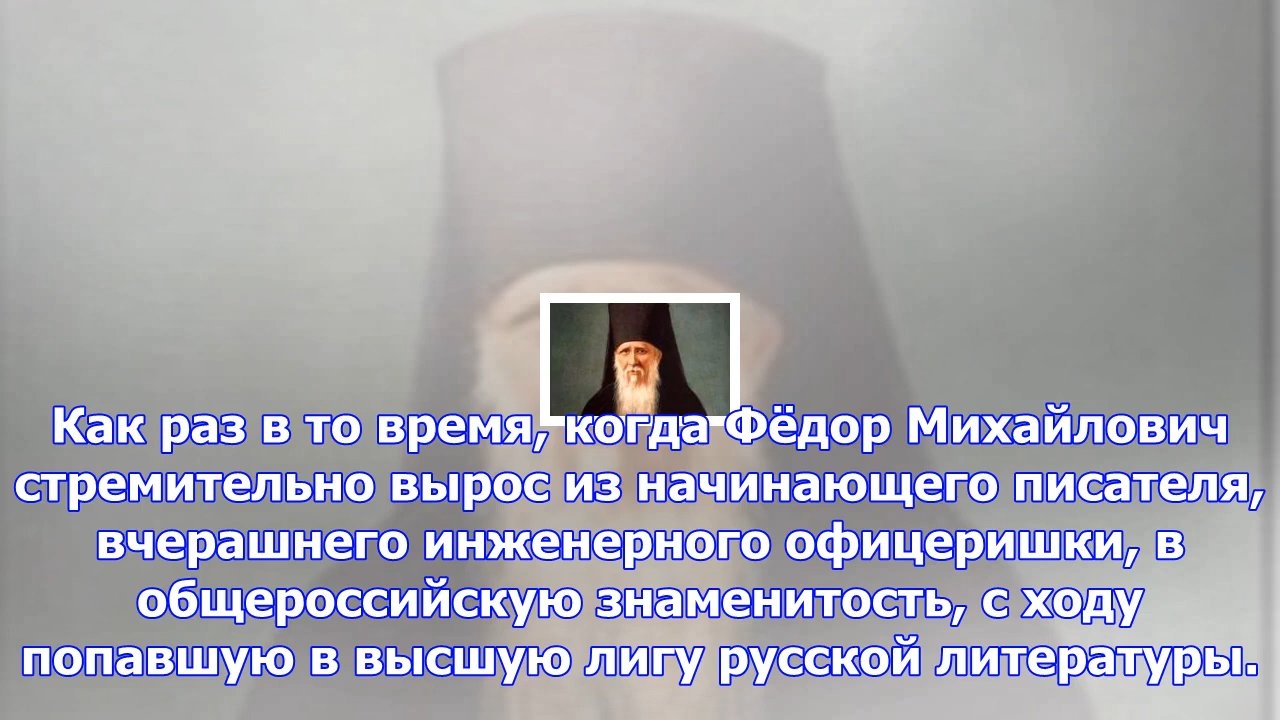 Как раз в то время, когда Фёдор Михайлович
стремительно вырос из начинающего писателя,
вчерашнего инженерного офицеришки, в
общероссийскую знаменитость, с ходу
попавшую в высшую лигу русской литературы.